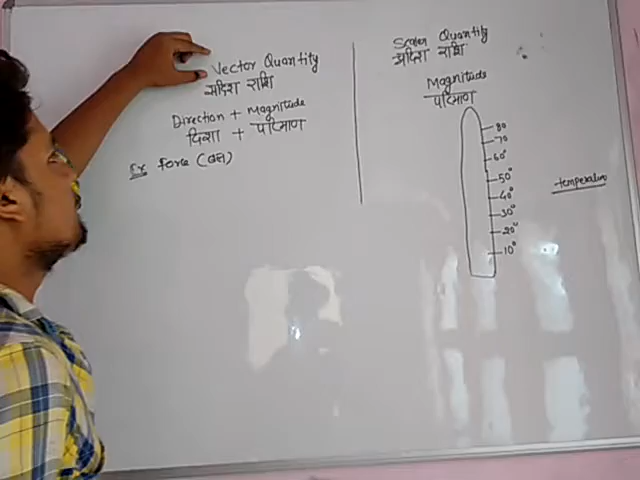 Vector Quantity
सदिश राशि
Direction + Magnitude
दिशा + परिमाण
Ex. force (बल)
Scaler Quantity
अदिश राशि
Magnitude
परिमाण
80
70
60°
50°
40°
30°
20°
10°
temperature